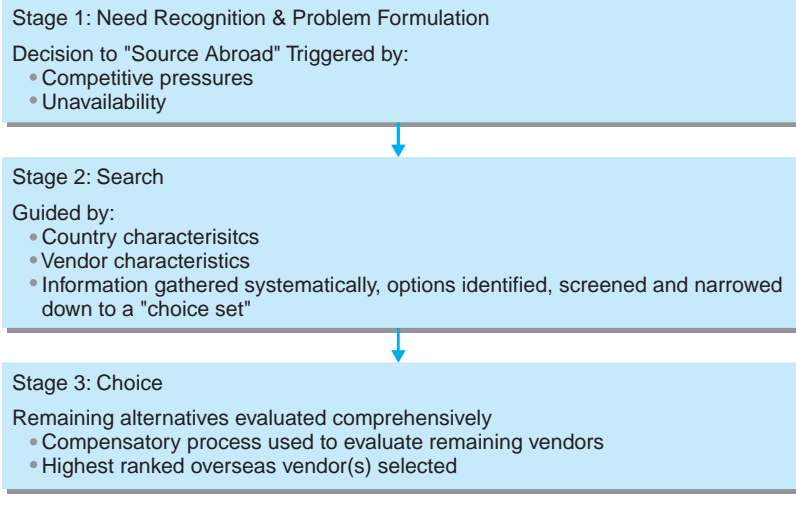 Stage 1: Need Recognition & Problem Formulation
Decision to "Source Abroad" Triggered by:
• Competitive pressures
• Unavailability
Stage 2: Search
Guided by:
• Country characterisitcs
• Vendor characteristics
• Information gathered systematically, options identified, screened and narrowed
down to a "choice set"
Stage 3: Choice
Remaining alternatives evaluated comprehensively
• Compensatory process used to evaluate remaining vendors
• Highest ranked overseas vendor(s) selected